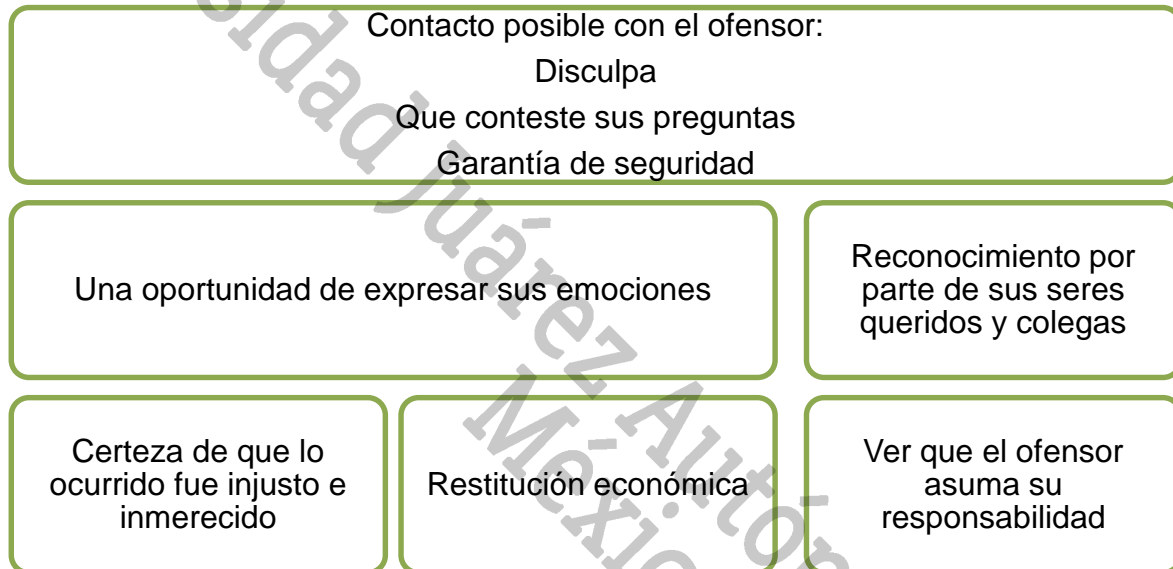 Contacto posible con el ofensor:
Disculpa
Que conteste sus preguntas
Garantía de seguridad
Una oportunidad de expresar sus emociones
Reconocimiento por
parte de sus seres
queridos y colegas
Certeza de que lo
ocurrido fue injusto e
inmerecido
Restitución económica
Ver que el ofensor
asuma su
responsabilidad
Juárez